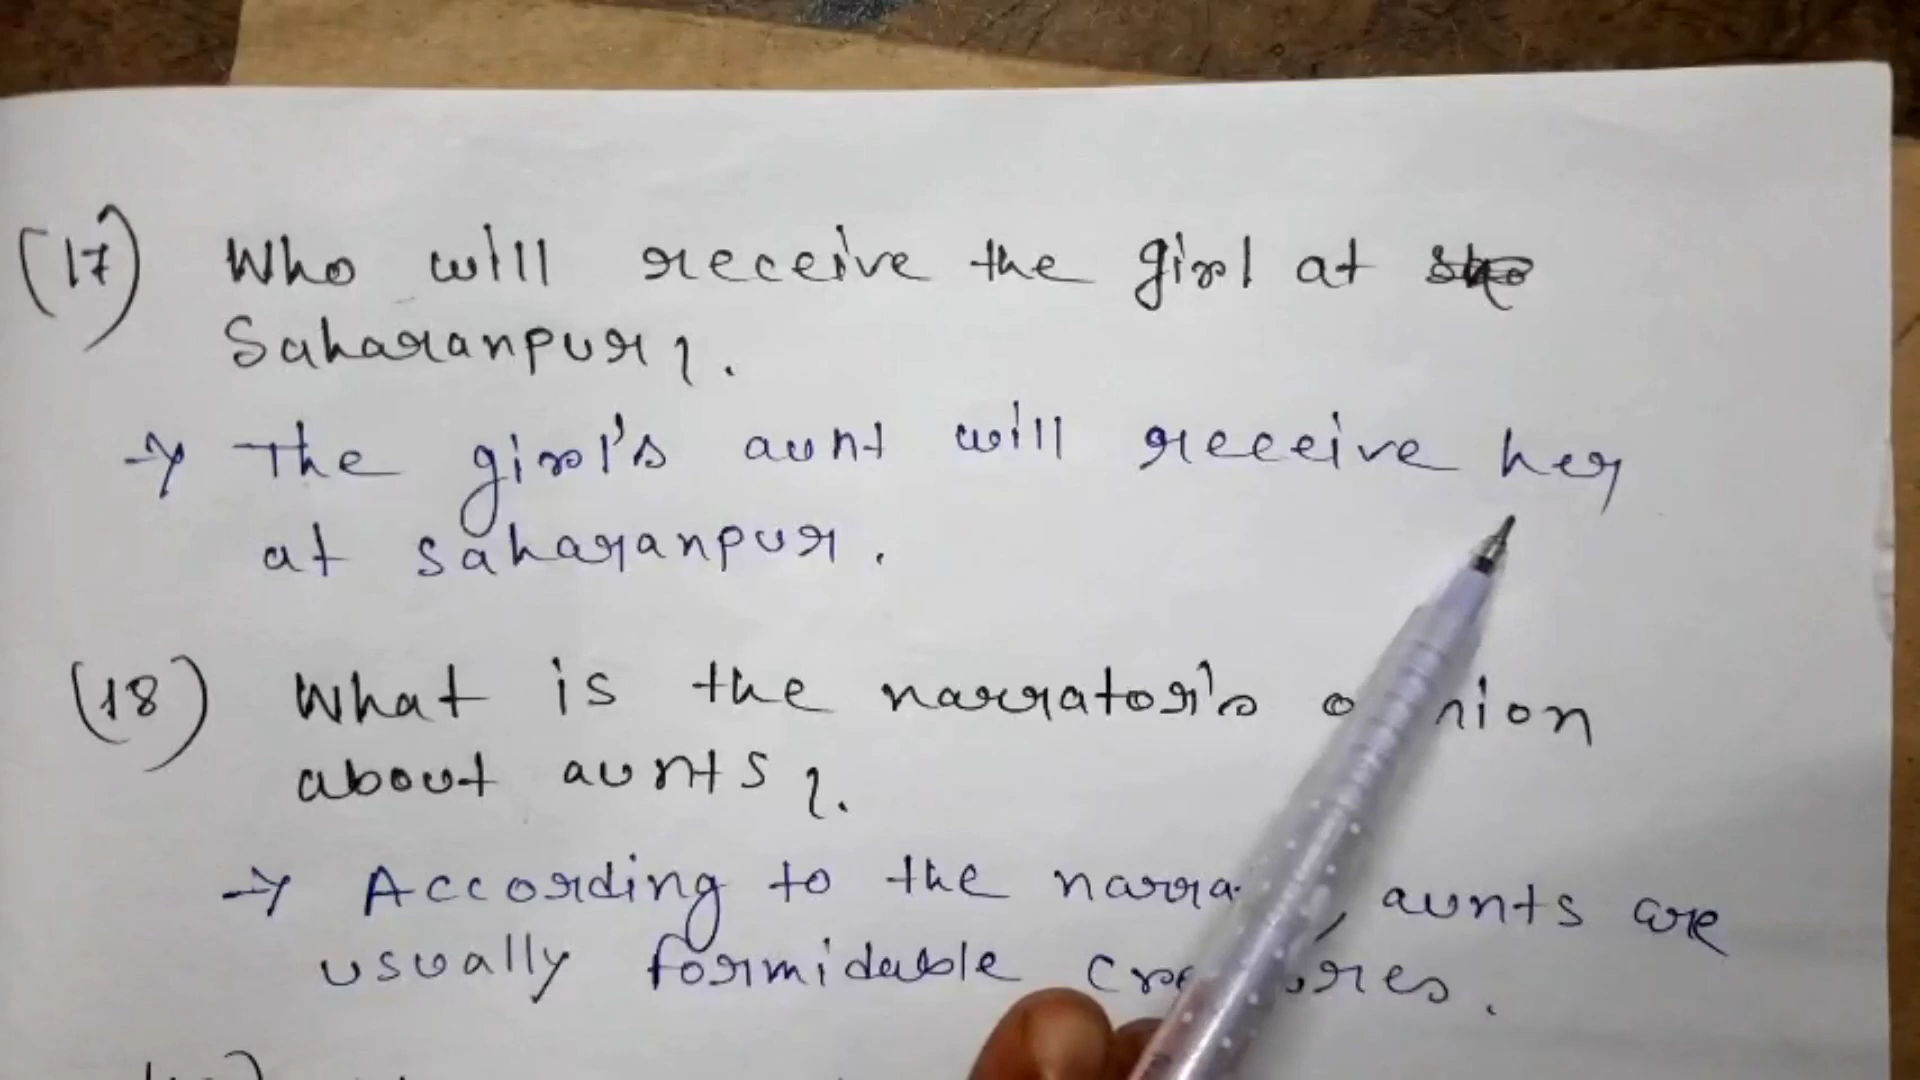 (17) Who will receive the girl at
Saharanpur?
→ The girl's aunt will receive her
at saharanpur.
(18) What is the narrator's
about aunts?
→ According to the , aunts are
usually formidable .